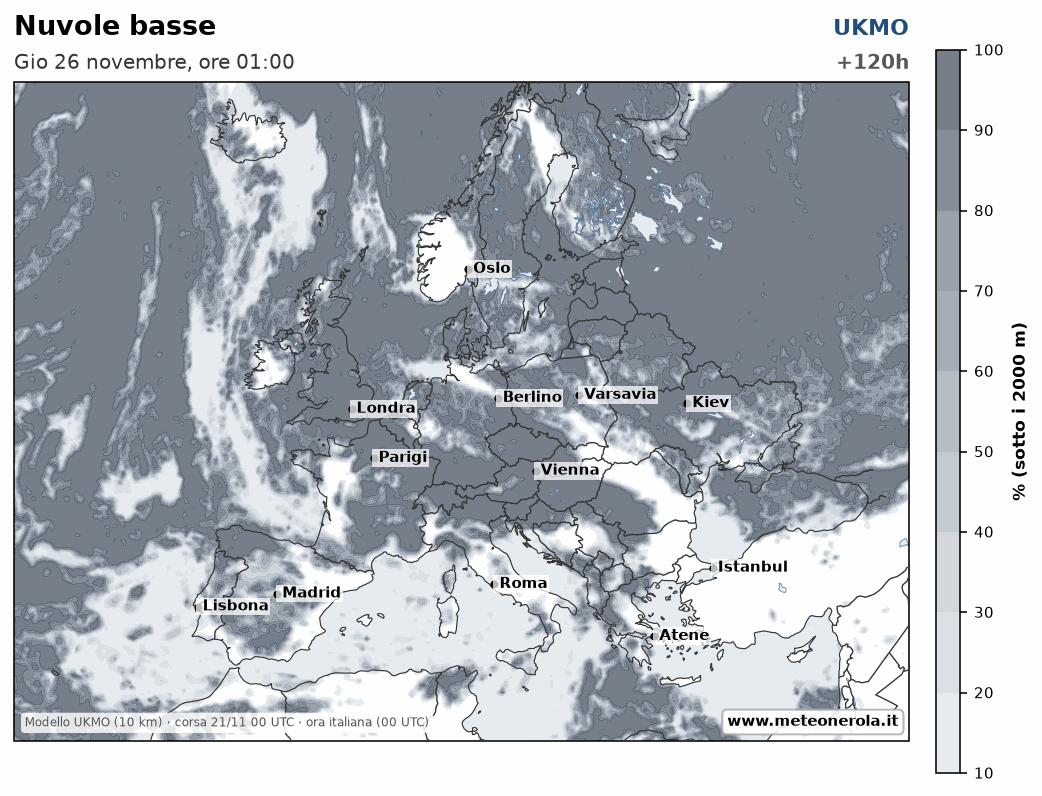 Nuvole basse
UKMO
Gio 26 novembre, ore 01:00
+120h
100
90
80
70
60
50
40
30
20
10
% (sotto i 2000 m)
Oslo
Berlino
Varsavia
Kiev
Londra
Parigi
Vienna
Istanbul
Roma
Madrid
Lisbona
Atene
Modello UKMO (10 km) · corsa 21/11 00 UTC · ora italiana (00 UTC)
www.meteonerola.it